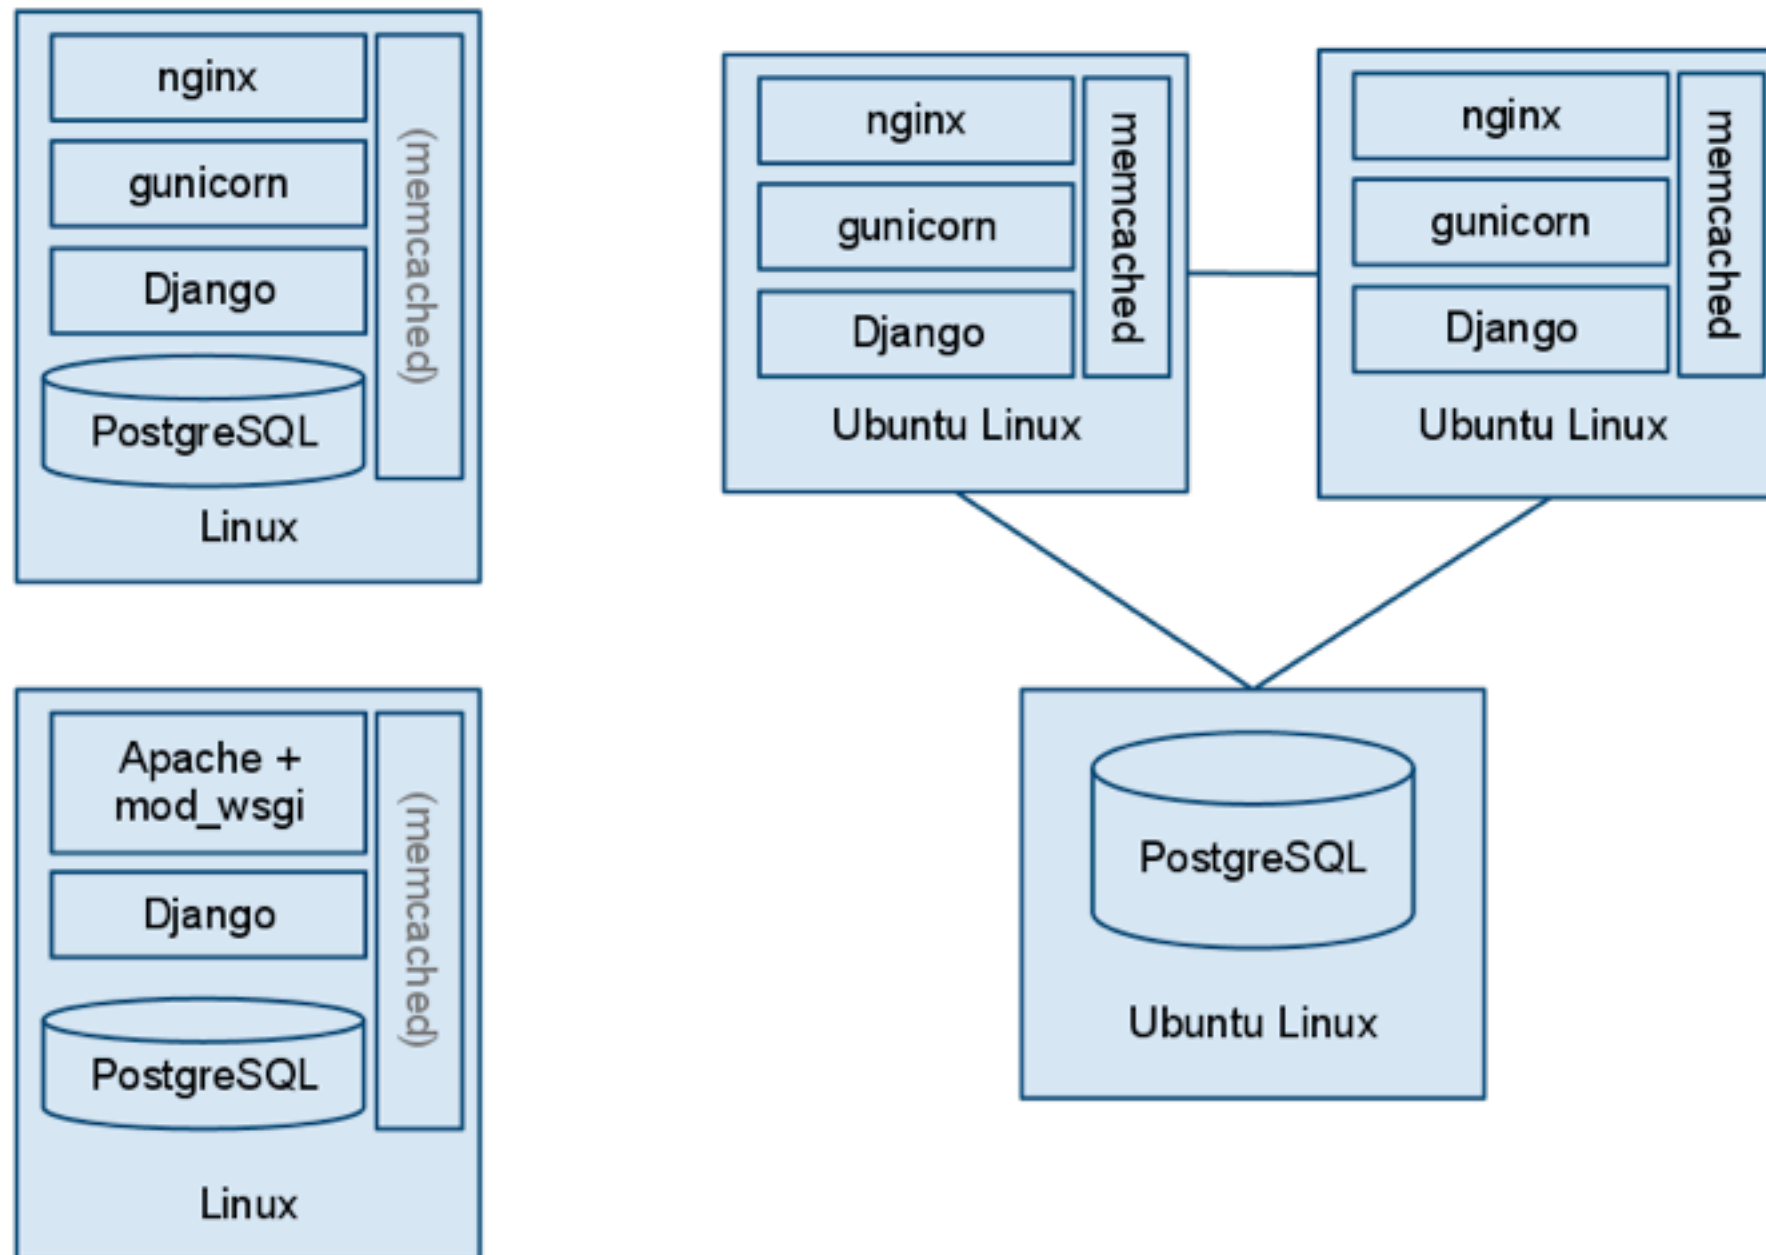 nginx
gunicorn
Django
PostgreSQL
(memcached)
Linux
Apache +
mod_wsgi
Django
PostgreSQL
(memcached)
Linux
nginx
gunicorn
Django
memcached
Ubuntu Linux
nginx
gunicorn
Django
memcached
Ubuntu Linux
PostgreSQL
Ubuntu Linux